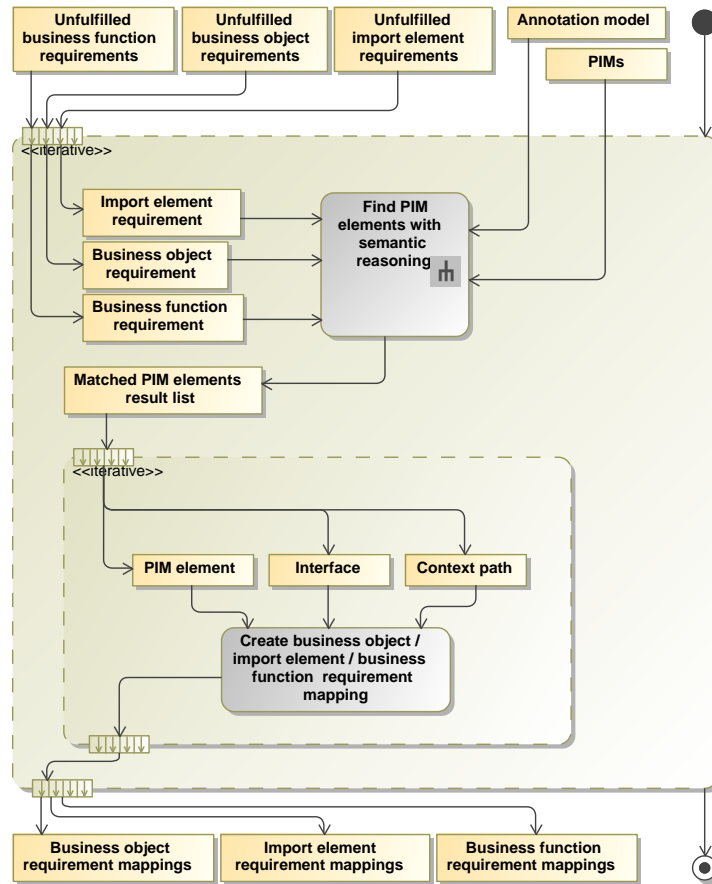 Unfulfilled
business function
requirements
Unfulfilled
business object
requirements
Unfulfilled
import element
requirements
Annotation model
PIMs
<<iterative>>
Import element
requirement
Business object
requirement
Business function
requirement
Find PIM
elements with
semantic
reasoning
Matched PIM elements
result list
<<iterative>>
PIM element
Interface
Context path
Create business object /
import element / business
function requirement
mapping
Business object
requirement mappings
Import element
requirement mappings
Business function
requirement mappings